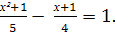 x²+1/5 − x+1/4 = 1.